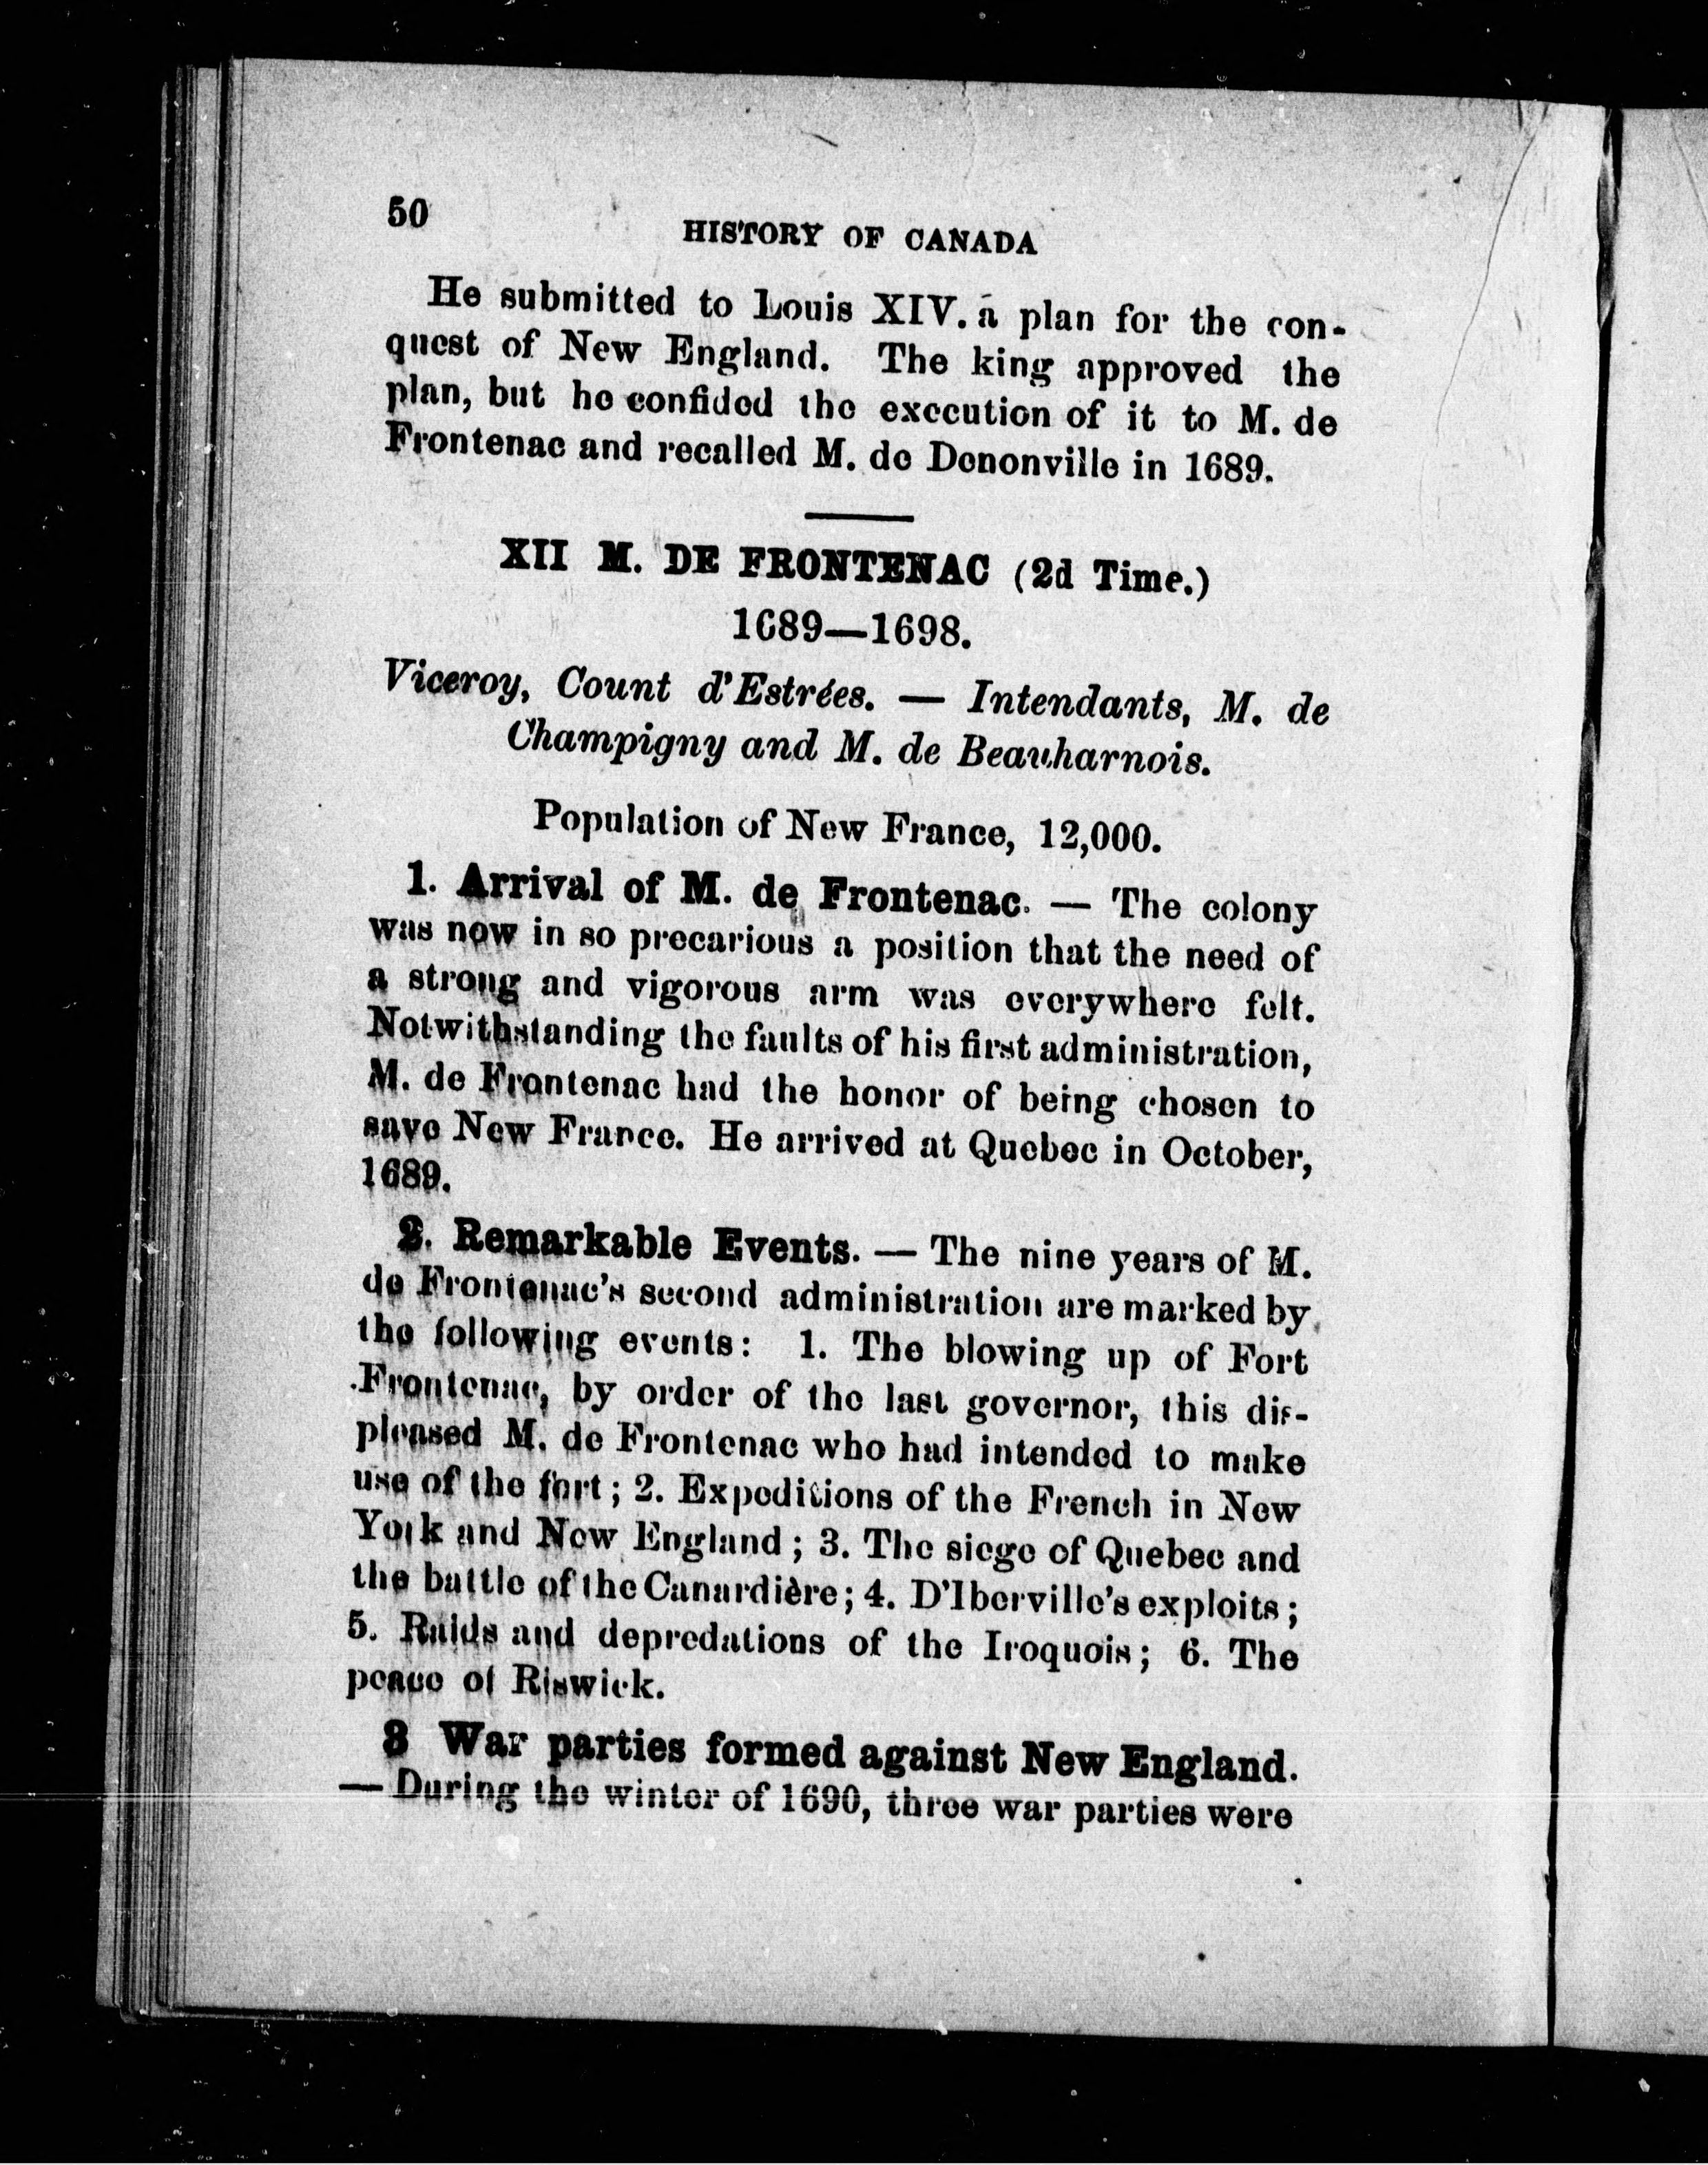 50
HISTORY OF CANADA
He submitted to Louis XIV. a plan for the con-
quest of New England. The king approved the
plan, but he confided the execution of it to M. de
Frontenac and recalled M. de Denonville in 1689.
XII M. DE FRONTENAC (2d Time.)
1689—1698.
Viceroy, Count d'Estrées. — Intendants, M. de
Champigny and M. de Beauharnois.
Population of New France, 12,000.
1. Arrival of M. de Frontenac. — The colony
was now in so precarious a position that the need of
a strong and vigorous arm was everywhere felt.
Notwithstanding the faults of his first administration,
M. de Frontenac had the honor of being chosen to
save New France. He arrived at Quebec in October,
1689.
2. Remarkable Events. — The nine years of M.
de Frontenac's second administration are marked by
the following events: 1. The blowing up of Fort
Frontenac, by order of the last governor, this dis-
pleased M. de Frontenac who had intended to make
use of the fort; 2. Expeditions of the French in New
York and New England; 3. The siege of Quebec and
the battle of the Canardière; 4. D'Iberville's exploits;
5. Raids and depredations of the Iroquois; 6. The
peace of Riswick.
3 War parties formed against New England.
— During the winter of 1690, three war parties were